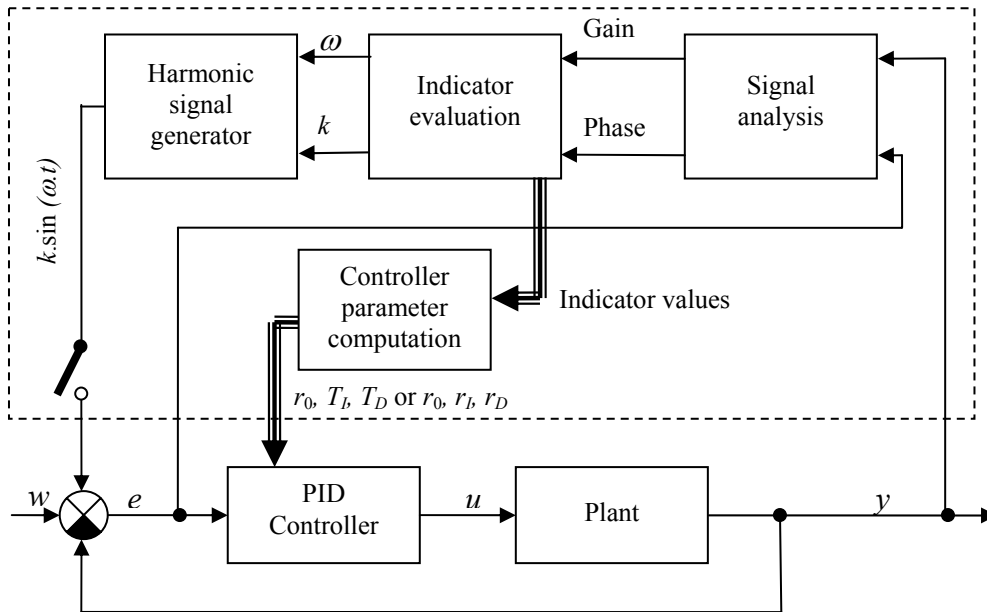 Harmonic
signal
generator
ω
k
Indicator
evaluation
Gain
Phase
Signal
analysis
k.sin (ω.t)
Controller
parameter
computation
Indicator values
r0, TI, TD or r0, rI, rD
w
e
PID
Controller
u
Plant
y